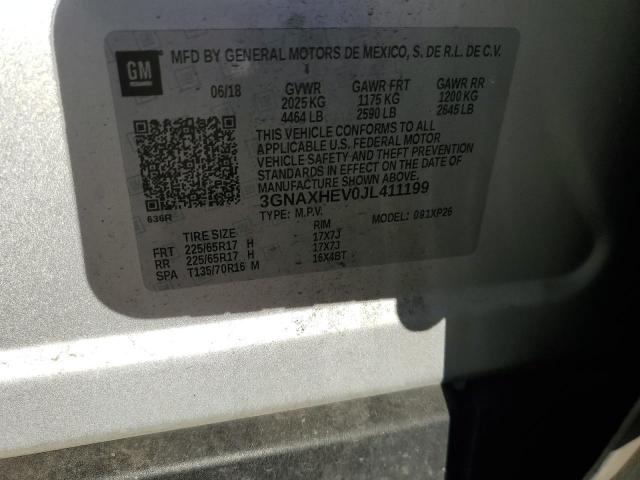 GM
MFD BY GENERAL MOTORS DE MEXICO, S. DE R.L. DE C.V.
06/18 GVWR GAWR FRT GAWR RR
2025 KG 1175 KG 1200 KG
4464 LB 2590 LB 2645 LB
THIS VEHICLE CONFORMS TO ALL
APPLICABLE U.S. FEDERAL MOTOR
VEHICLE SAFETY AND THEFT PREVENTION
STANDARDS IN EFFECT ON THE DATE OF
MANUFACTURE SHOWN ABOVE.
3GNAXHEV0JL411199
636R TYPE: M.P.V. MODEL: 091XP26
TIRE SIZE RIM
FRT 225/65R17 H 17X7J
RR 225/65R17 H 17X7J
SPA T135/70R16 M 16X4BT